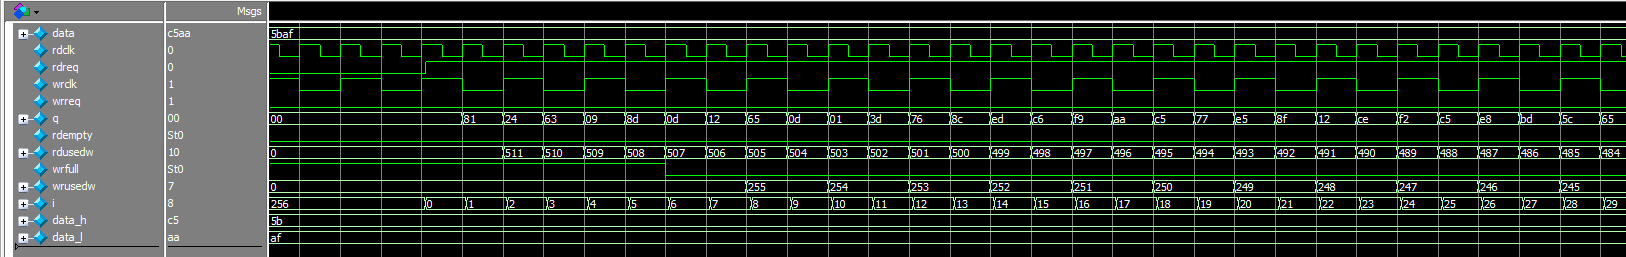 Msgs
data c5aa 5baf
rdclk 0
rdreq 0
wrclk 1
wrreq 1
q 00 00 81 24 63 09 8d 0d 12 65 0d 01 3d 76 8c ed c6 f9 aa c5 77 e5 8f 12 ce f2 c5 e8 bd 5c 65
rdempty St0
rdusedw 10 0 511 510 509 508 507 506 505 504 503 502 501 500 499 498 497 496 495 494 493 492 491 490 489 488 487 486 485 484
wrfull St0
wrusedw 7 0 255 254 253 252 251 250 249 248 247 246 245
i 8 256 0 1 2 3 4 5 6 7 8 9 10 11 12 13 14 15 16 17 18 19 20 21 22 23 24 25 26 27 28 29
data_h c5 5b
data_l aa af